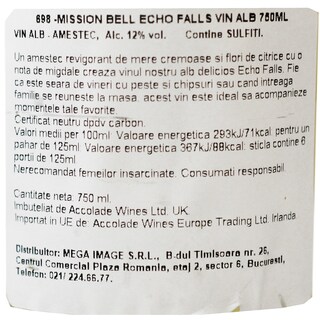 698 -MISSION BELL ECHO FALLS VIN ALB 750ML
VIN ALB - AMESTEC, Alc. 12% vol. Contine SULFITI.
Un amestec revigorant de mere cremoase si flori de citrice cu o
nota de migdale creaza vinul nostru alb delicios Echo Falls. Fie
ca este seara de vineri cu peste si chipsuri sau cand intreaga
familie se reuneste la masa, acest vin este ideal sa acompanieze
momentele tale favorite.
Certificat neutru dpdv carbon.
Valori medii per 100ml Valoare energetica 293kJ/71kcal, pentru un
pahar de 125ml Valoare energetica 367kJ/88kcal: sticla contine 6
portii de 125ml
Nerecomandat femeilor insarcinate. Consumati responsabil.
Cantitate neta: 750 ml.
Imbuteliat de Accolade Wines Ltd. UK.
Importat in UE de: Accolade Wines Europe Trading Ltd. Irlanda
Distribuitor: MEGA IMAGE S.R.L., B-dul Timisoara nr. 26,
Centrul Comercial Plaza Romania, etaj 2, sector 6, Bucuresti,
Telefon: 021/ 224.66.77.